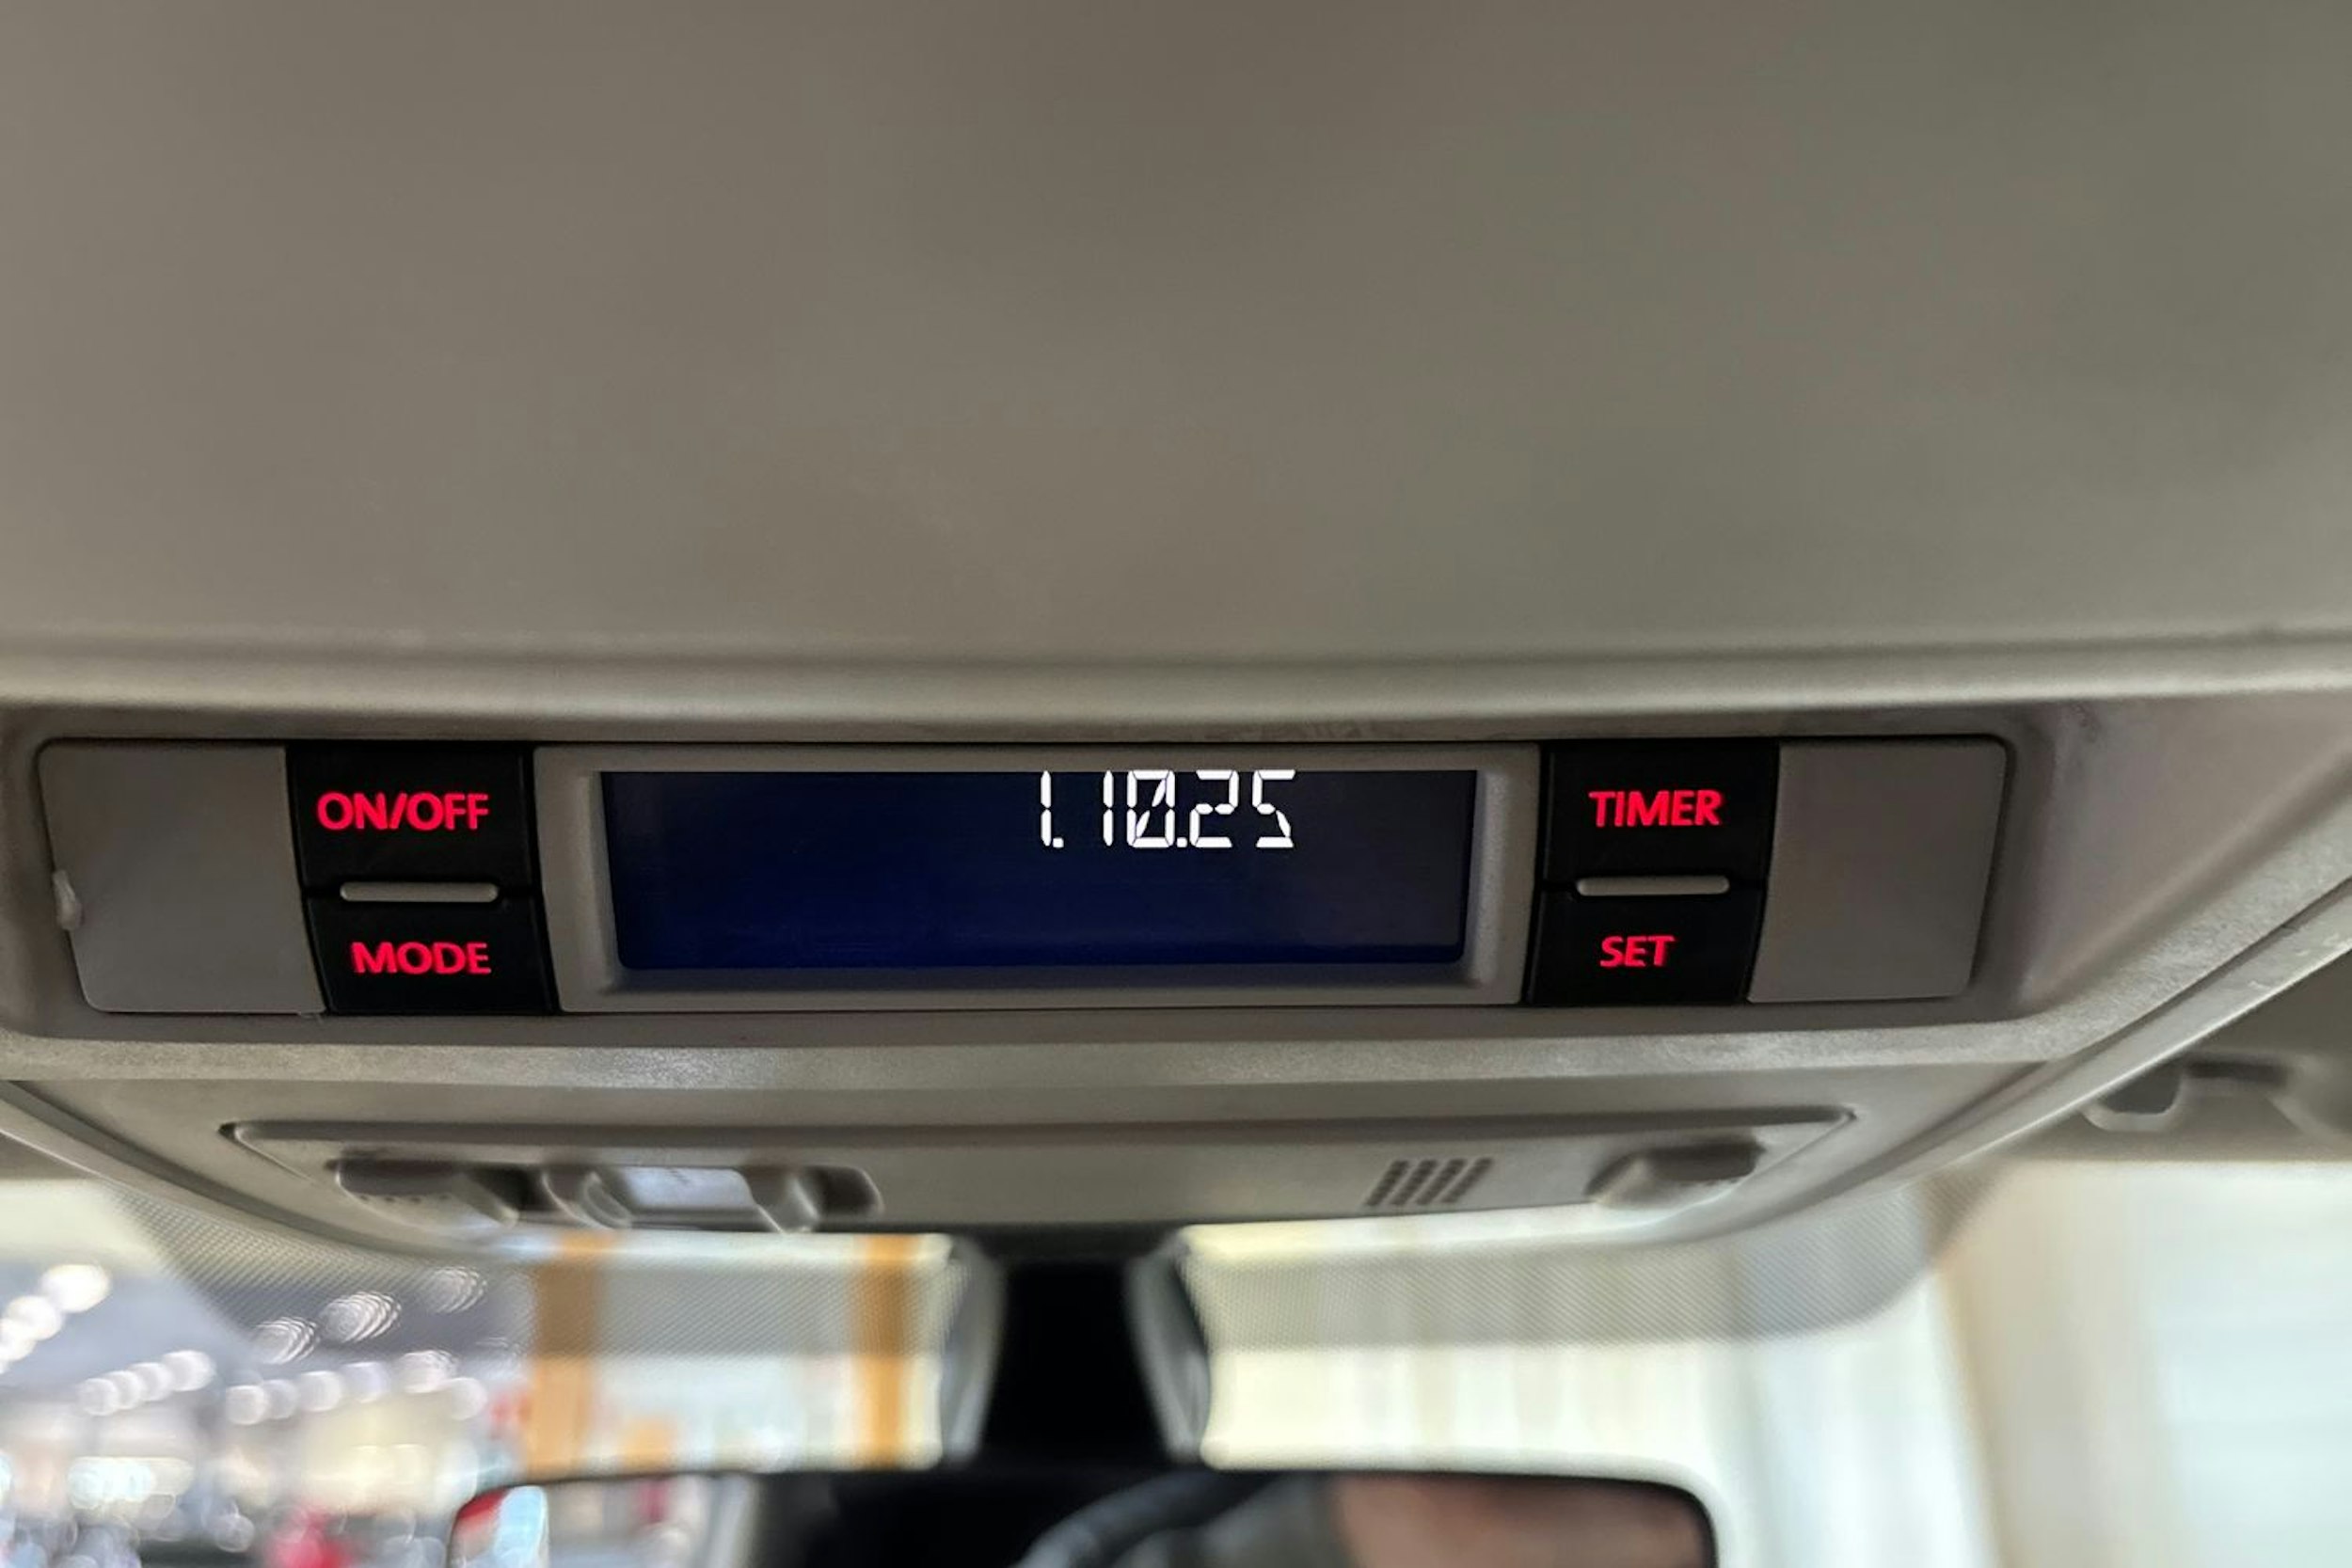 ON/OFF
MODE
1.10.25
TIMER
SET